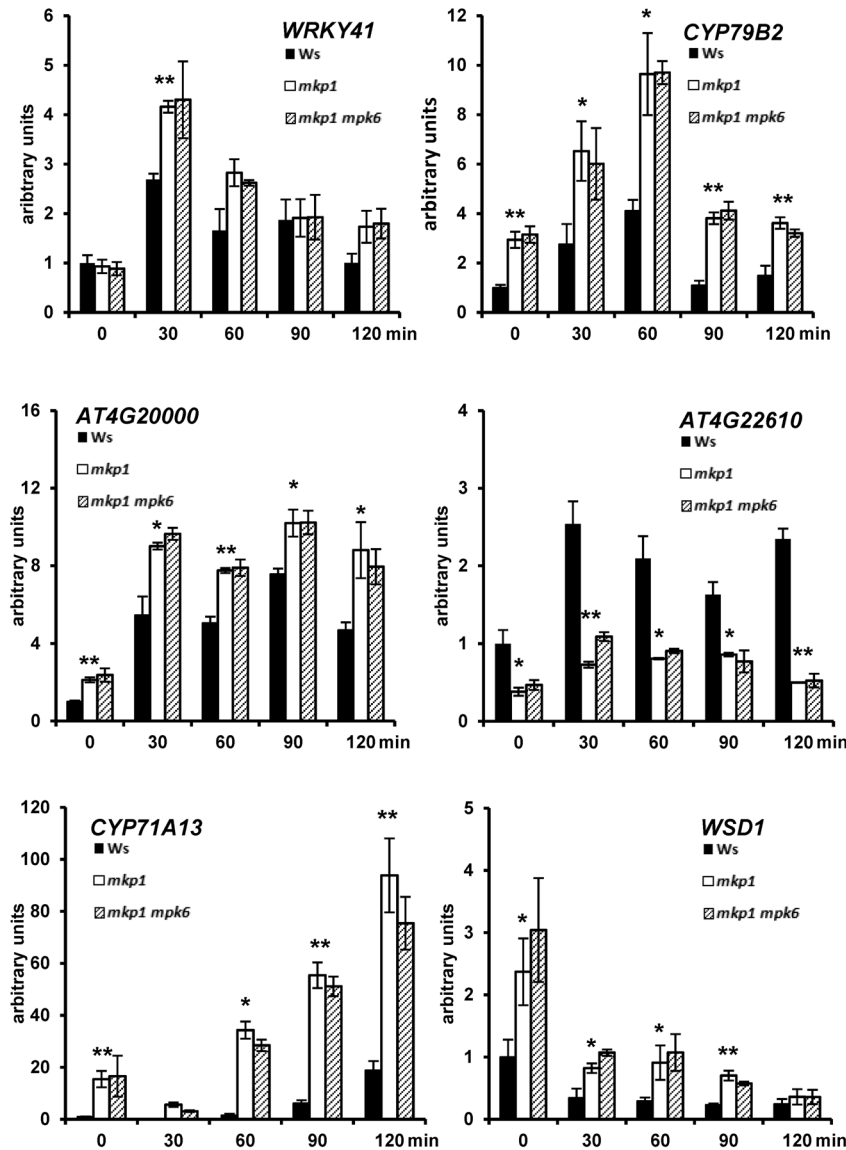 WRKY41
Ws
mkp1
mkp1 mpk6
**
aribtrary units
6
5
4
3
2
1
0
0 30 60 90 120 min
CYP79B2
Ws
mkp1
mkp1 mpk6
** * * ** **
arbitrary units
12
10
8
6
4
2
0
0 30 60 90 120 min
AT4G20000
Ws
mkp1
mkp1 mpk6
** * ** * *
arbitrary units
16
12
8
4
0
0 30 60 90 120 min
AT4G22610
Ws
mkp1
mkp1 mpk6
* ** * * **
arbitrary units
4
3
2
1
0
0 30 60 90 120 min
CYP71A13
Ws
mkp1
mkp1 mpk6
** * ** **
arbitrary units
120
100
80
60
40
20
0
0 30 60 90 120 min
WSD1
Ws
mkp1
mkp1 mpk6
* * * **
arbitrary units
5
4
3
2
1
0
0 30 60 90 120 min